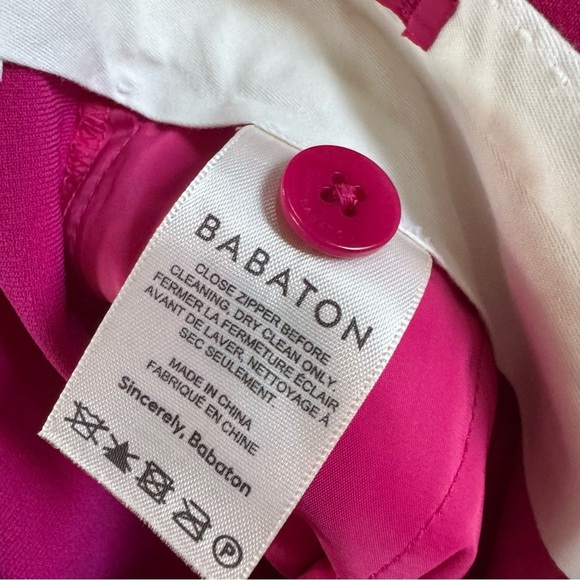 BABATON
CLOSE ZIPPER BEFORE
CLEANING, DRY CLEAN ONLY.
FERMER LA FERMETURE ÉCLAIR
AVANT DE LAVER, NETTOYAGE À
SEC SEULEMENT.
MADE IN CHINA
FABRIQUÉ EN CHINE
Sincerely, Babaton
P